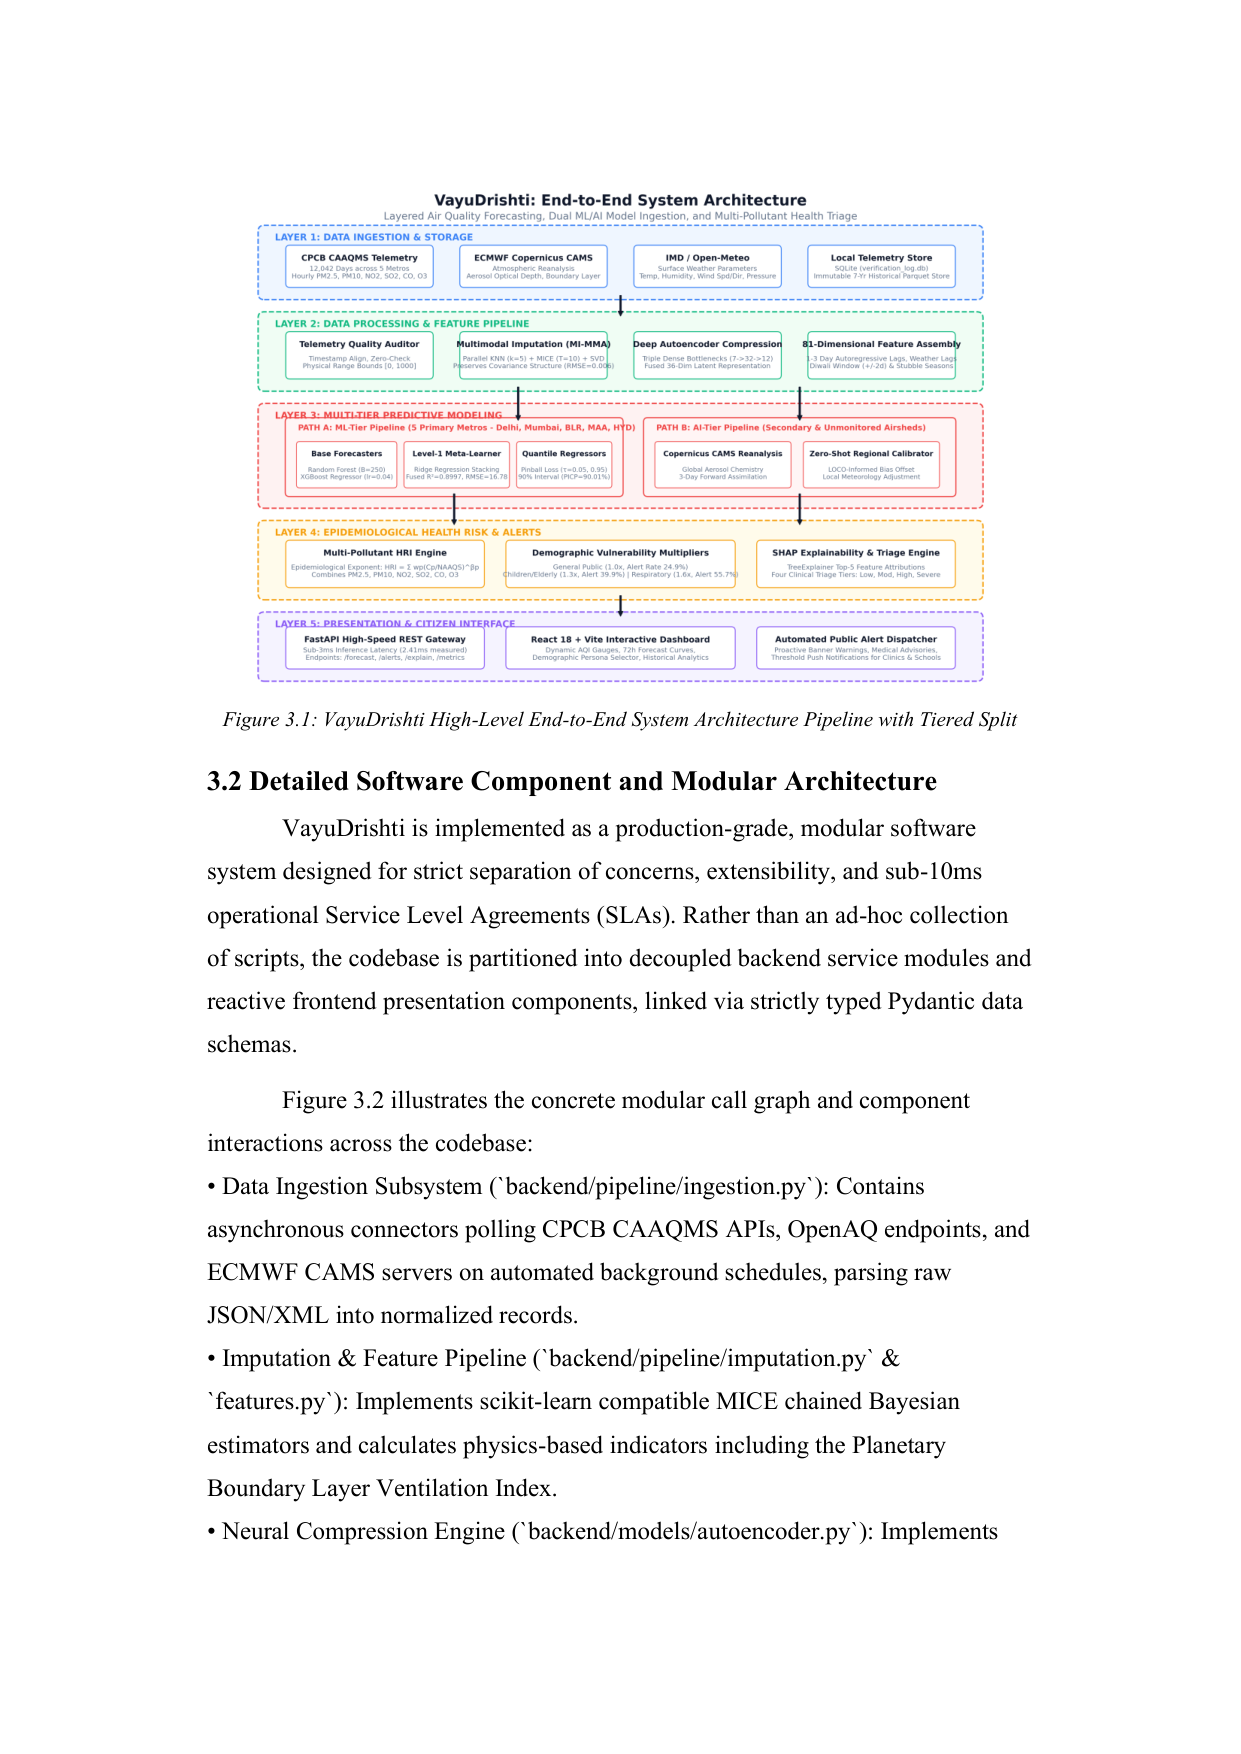 VayuDrishti: End-to-End System Architecture
Layered Air Quality Forecasting, Dual ML/AI Model Ingestion, and Multi-Pollutant Health Triage
LAYER 1: DATA INGESTION & STORAGE
CPCB CAAQMS Telemetry
12,042 Days across 5 Metros
Hourly PM2.5, PM10, NO2, SO2, CO, O3
ECMWF Copernicus CAMS
Atmospheric Reanalysis
Aerosol Optical Depth, Boundary Layer
IMD / Open-Meteo
Surface Weather Parameters
Temp, Humidity, Wind Spd/Dir, Pressure
Local Telemetry Store
SQLite (verification_log.db)
Immutable 7-Yr Historical Parquet Store
LAYER 2: DATA PROCESSING & FEATURE PIPELINE
Telemetry Quality Auditor
Timestamp Align, Zero-Check
Physical Range Bounds [0, 1000]
Multimodal Imputation (MI-MMA)
Parallel KNN (k=5) + MICE (T=10) + SVD
Preserves Covariance Structure (RMSE=0.006)
Deep Autoencoder Compression
Triple Dense Bottlenecks (7->32->12)
Fused 36-Dim Latent Representation
81-Dimensional Feature Assembly
1-3 Day Autoregressive Lags, Weather Lags
Diwali Window (+/-2d) & Stubble Seasons
LAYER 3: MULTI-TIER PREDICTIVE MODELING
PATH A: ML-Tier Pipeline (5 Primary Metros - Delhi, Mumbai, BLR, MAA, HYD)
Base Forecasters
Random Forest (B=250)
XGBoost Regressor (lr=0.04)
Level-1 Meta-Learner
Ridge Regression Stacking
Fused R²=0.8997, RMSE=16.78
Quantile Regressors
Pinball Loss (τ=0.05, 0.95)
90% Interval (PICP=90.01%)
PATH B: AI-Tier Pipeline (Secondary & Unmonitored Airsheds)
Copernicus CAMS Reanalysis
Global Aerosol Chemistry
3-Day Forward Assimilation
Zero-Shot Regional Calibrator
LOCO-Informed Bias Offset
Local Meteorology Adjustment
LAYER 4: EPIDEMIOLOGICAL HEALTH RISK & ALERTS
Multi-Pollutant HRI Engine
Epidemiological Exponent: HRI = Σ wp(Cp/NAAQS)^βp
Combines PM2.5, PM10, NO2, SO2, CO, O3
Demographic Vulnerability Multipliers
General Public (1.0x, Alert Rate 24.9%)
Children/Elderly (1.3x, Alert 39.9%) | Respiratory (1.6x, Alert 55.7%)
SHAP Explainability & Triage Engine
TreeExplainer Top-5 Feature Attributions
Four Clinical Triage Tiers: Low, Mod, High, Severe
LAYER 5: PRESENTATION & CITIZEN INTERFACE
FastAPI High-Speed REST Gateway
Sub-3ms Inference Latency (2.41ms measured)
Endpoints: /forecast, /alerts, /explain, /metrics
React 18 + Vite Interactive Dashboard
Dynamic AQI Gauges, 72h Forecast Curves,
Demographic Persona Selector, Historical Analytics
Automated Public Alert Dispatcher
Proactive Banner Warnings, Medical Advisories,
Threshold Push Notifications for Clinics & Schools
Figure 3.1: VayuDrishti High-Level End-to-End System Architecture Pipeline with Tiered Split
3.2 Detailed Software Component and Modular Architecture
VayuDrishti is implemented as a production-grade, modular software
system designed for strict separation of concerns, extensibility, and sub-10ms
operational Service Level Agreements (SLAs). Rather than an ad-hoc collection
of scripts, the codebase is partitioned into decoupled backend service modules and
reactive frontend presentation components, linked via strictly typed Pydantic data
schemas.
Figure 3.2 illustrates the concrete modular call graph and component
interactions across the codebase:
• Data Ingestion Subsystem (`backend/pipeline/ingestion.py`): Contains
asynchronous connectors polling CPCB CAAQMS APIs, OpenAQ endpoints, and
ECMWF CAMS servers on automated background schedules, parsing raw
JSON/XML into normalized records.
• Imputation & Feature Pipeline (`backend/pipeline/imputation.py` &
`features.py`): Implements scikit-learn compatible MICE chained Bayesian
estimators and calculates physics-based indicators including the Planetary
Boundary Layer Ventilation Index.
• Neural Compression Engine (`backend/models/autoencoder.py`): Implements